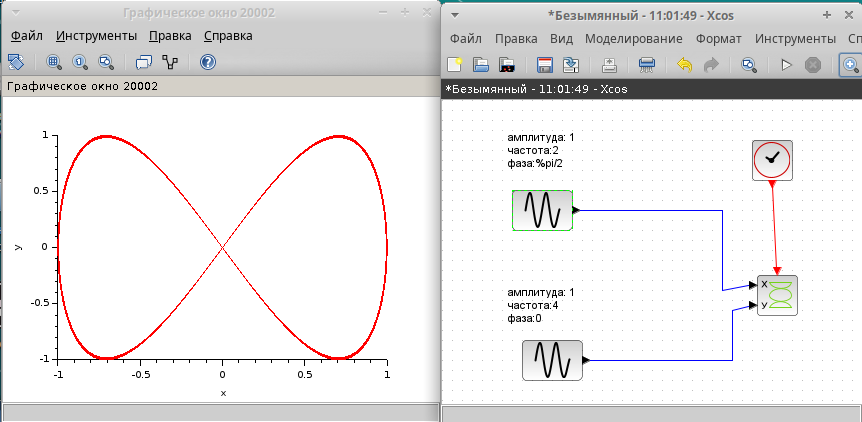 Графическое окно 20002
Файл Инструменты Правка Справка
Графическое окно 20002
1
0.5
0
-0.5
-1
y
-1 -0.5 0 0.5 1
x
*Безымянный - 11:01:49 - Xcos
Файл Правка Вид Моделирование Формат Инструменты Сп
*Безымянный - 11:01:49 - Xcos
амплитуда: 1
частота:2
фаза:%pi/2
X
У
амплитуда: 1
частота:4
фаза:0